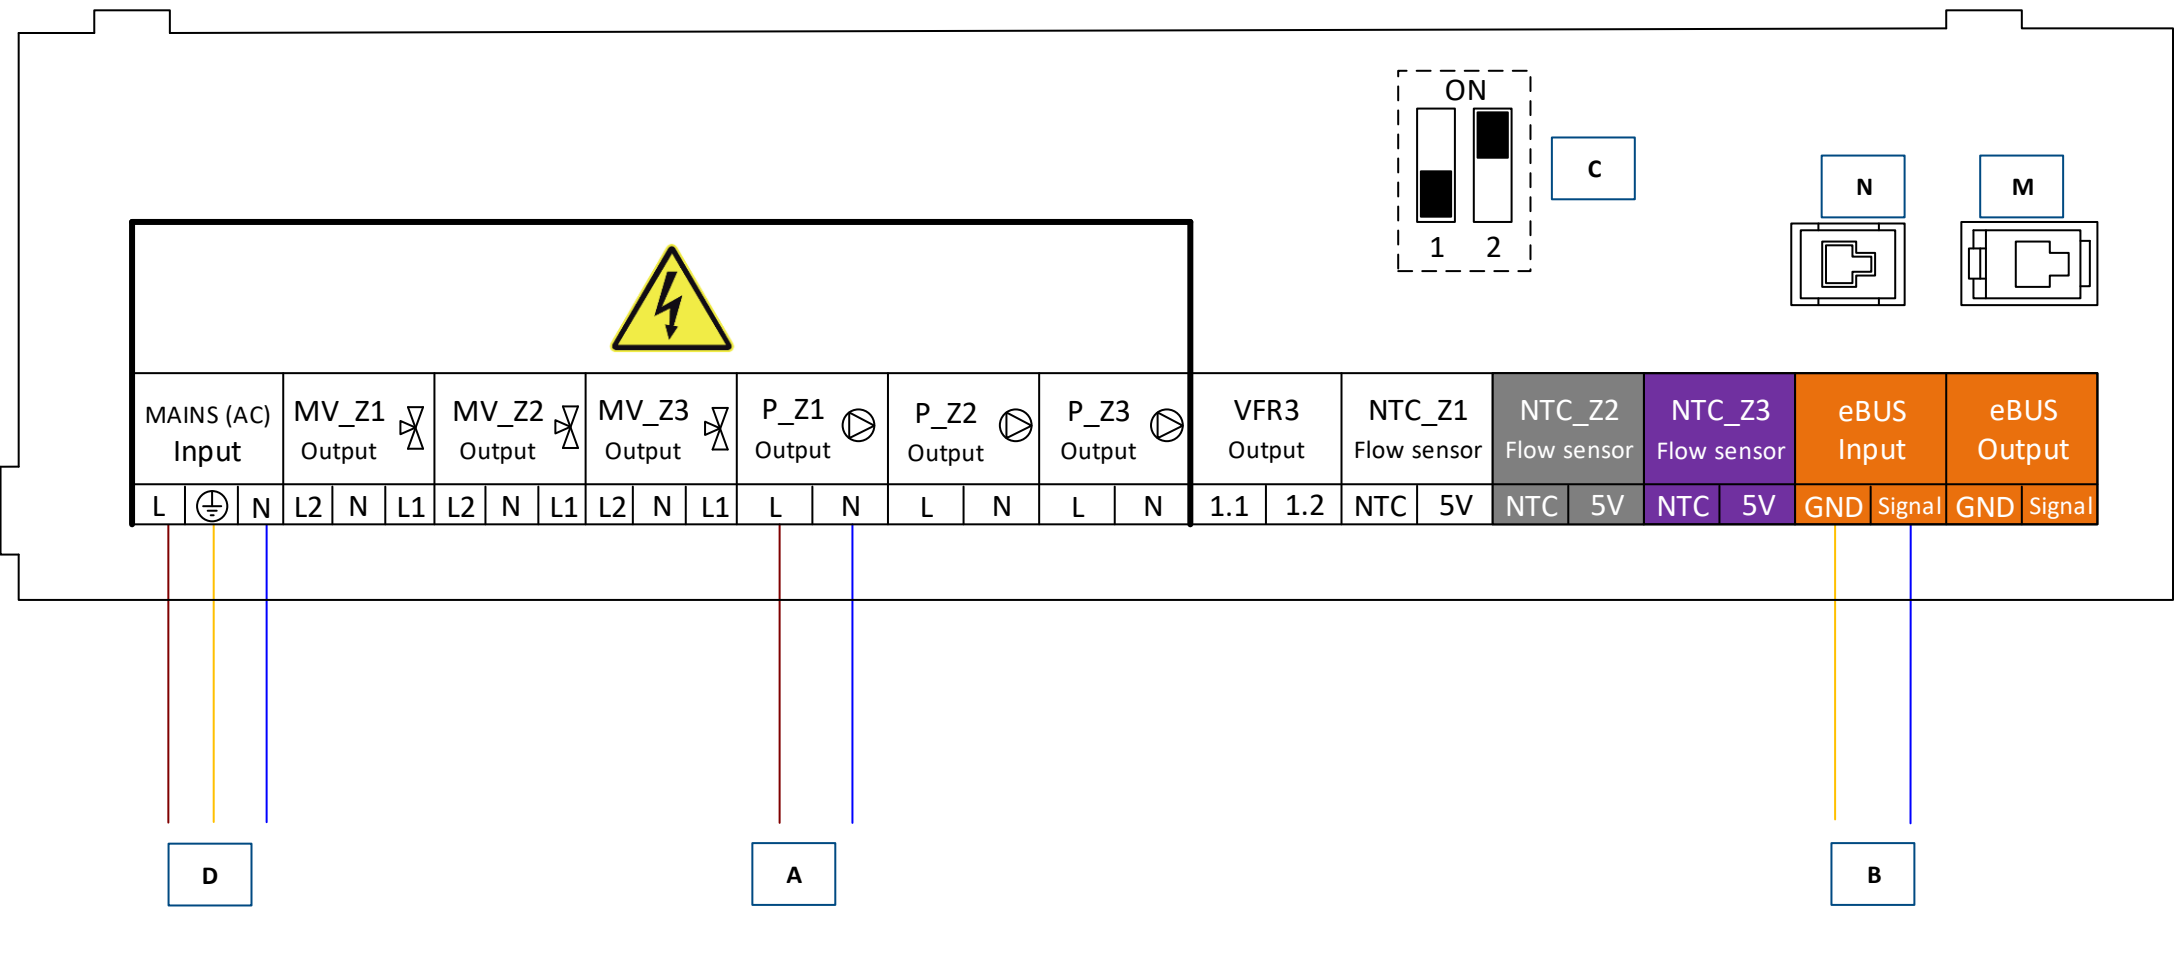 ON
1 2
C
N
M
MAINS (AC)
Input
MV_Z1
Output
MV_Z2
Output
MV_Z3
Output
P_Z1
Output
P_Z2
Output
P_Z3
Output
VFR3
Output
NTC_Z1
Flow sensor
NTC_Z2
Flow sensor
NTC_Z3
Flow sensor
eBUS
Input
eBUS
Output
L N L2 N L1 L2 N L1 L2 N L1 L N L N L N 1.1 1.2 NTC 5V NTC 5V NTC 5V GND Signal GND Signal
D
A
B